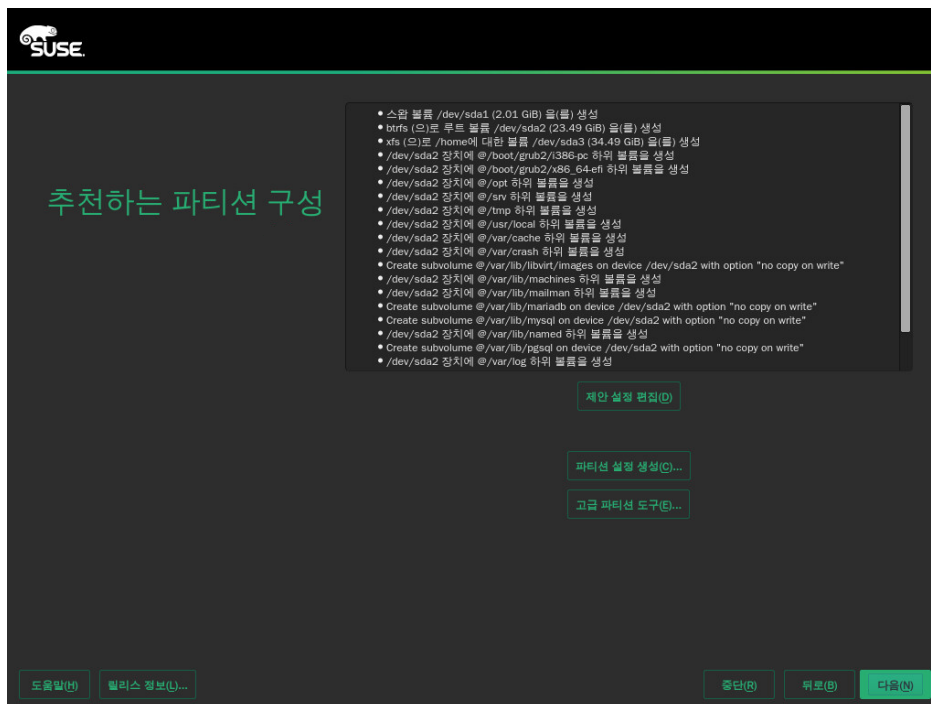 SUSE.
추천하는 파티션 구성
• 스왑 볼륨 /dev/sda1 (2.01 GiB) 을(를) 생성
• btrfs (으)로 루트 볼륨 /dev/sda2 (23.49 GiB) 을(를) 생성
• xfs (으)로 /home에 대한 볼륨 /dev/sda3 (34.49 GiB) 을(를) 생성
• /dev/sda2 장치에 @/boot/grub2/i386-pc 하위 볼륨을 생성
• /dev/sda2 장치에 @/boot/grub2/x86_64-efi 하위 볼륨을 생성
• /dev/sda2 장치에 @/opt 하위 볼륨을 생성
• /dev/sda2 장치에 @/srv 하위 볼륨을 생성
• /dev/sda2 장치에 @/tmp 하위 볼륨을 생성
• /dev/sda2 장치에 @/usr/local 하위 볼륨을 생성
• /dev/sda2 장치에 @/var/cache 하위 볼륨을 생성
• /dev/sda2 장치에 @/var/crash 하위 볼륨을 생성
• Create subvolume @/var/lib/libvirt/images on device /dev/sda2 with option "no copy on write"
• /dev/sda2 장치에 @/var/lib/machines 하위 볼륨을 생성
• /dev/sda2 장치에 @/var/lib/mailman 하위 볼륨을 생성
• Create subvolume @/var/lib/mariadb on device /dev/sda2 with option "no copy on write"
• Create subvolume @/var/lib/mysql on device /dev/sda2 with option "no copy on write"
• /dev/sda2 장치에 @/var/lib/named 하위 볼륨을 생성
• Create subvolume @/var/lib/pgsql on device /dev/sda2 with option "no copy on write"
• /dev/sda2 장치에 @/var/log 하위 볼륨을 생성
제안 설정 편집(D)
파티션 설정 생성(C)...
고급 파티션 도구(E)...
도움말(H) 릴리스 정보(L)... 중단(R) 뒤로(B) 다음(N)